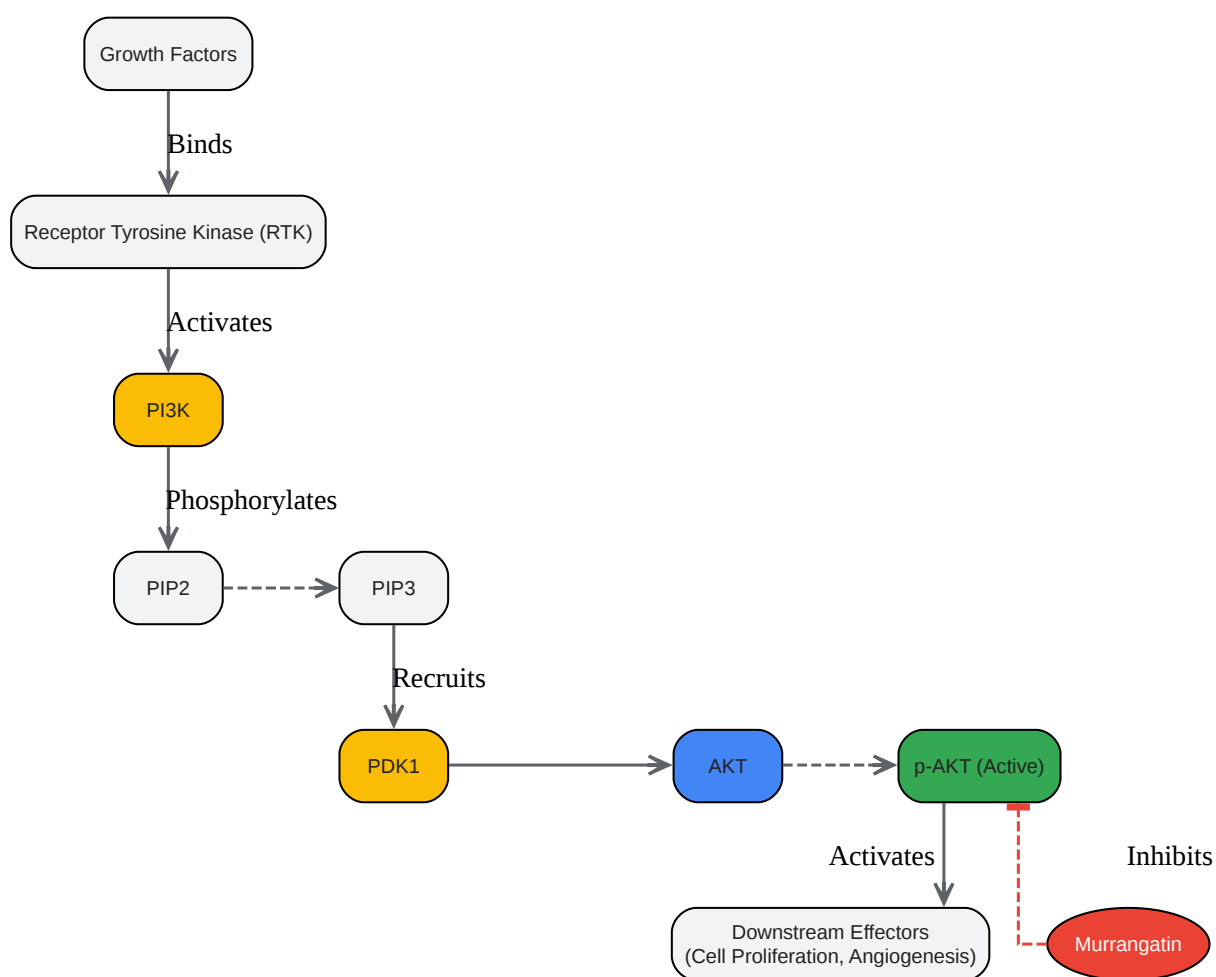 Growth Factors
Binds
Receptor Tyrosine Kinase (RTK)
Activates
PI3K
Phosphorylates
PIP2
PIP3
Recruits
PDK1
AKT
p-AKT (Active)
Activates
Inhibits
Downstream Effectors
(Cell Proliferation, Angiogenesis)
Murrangatin